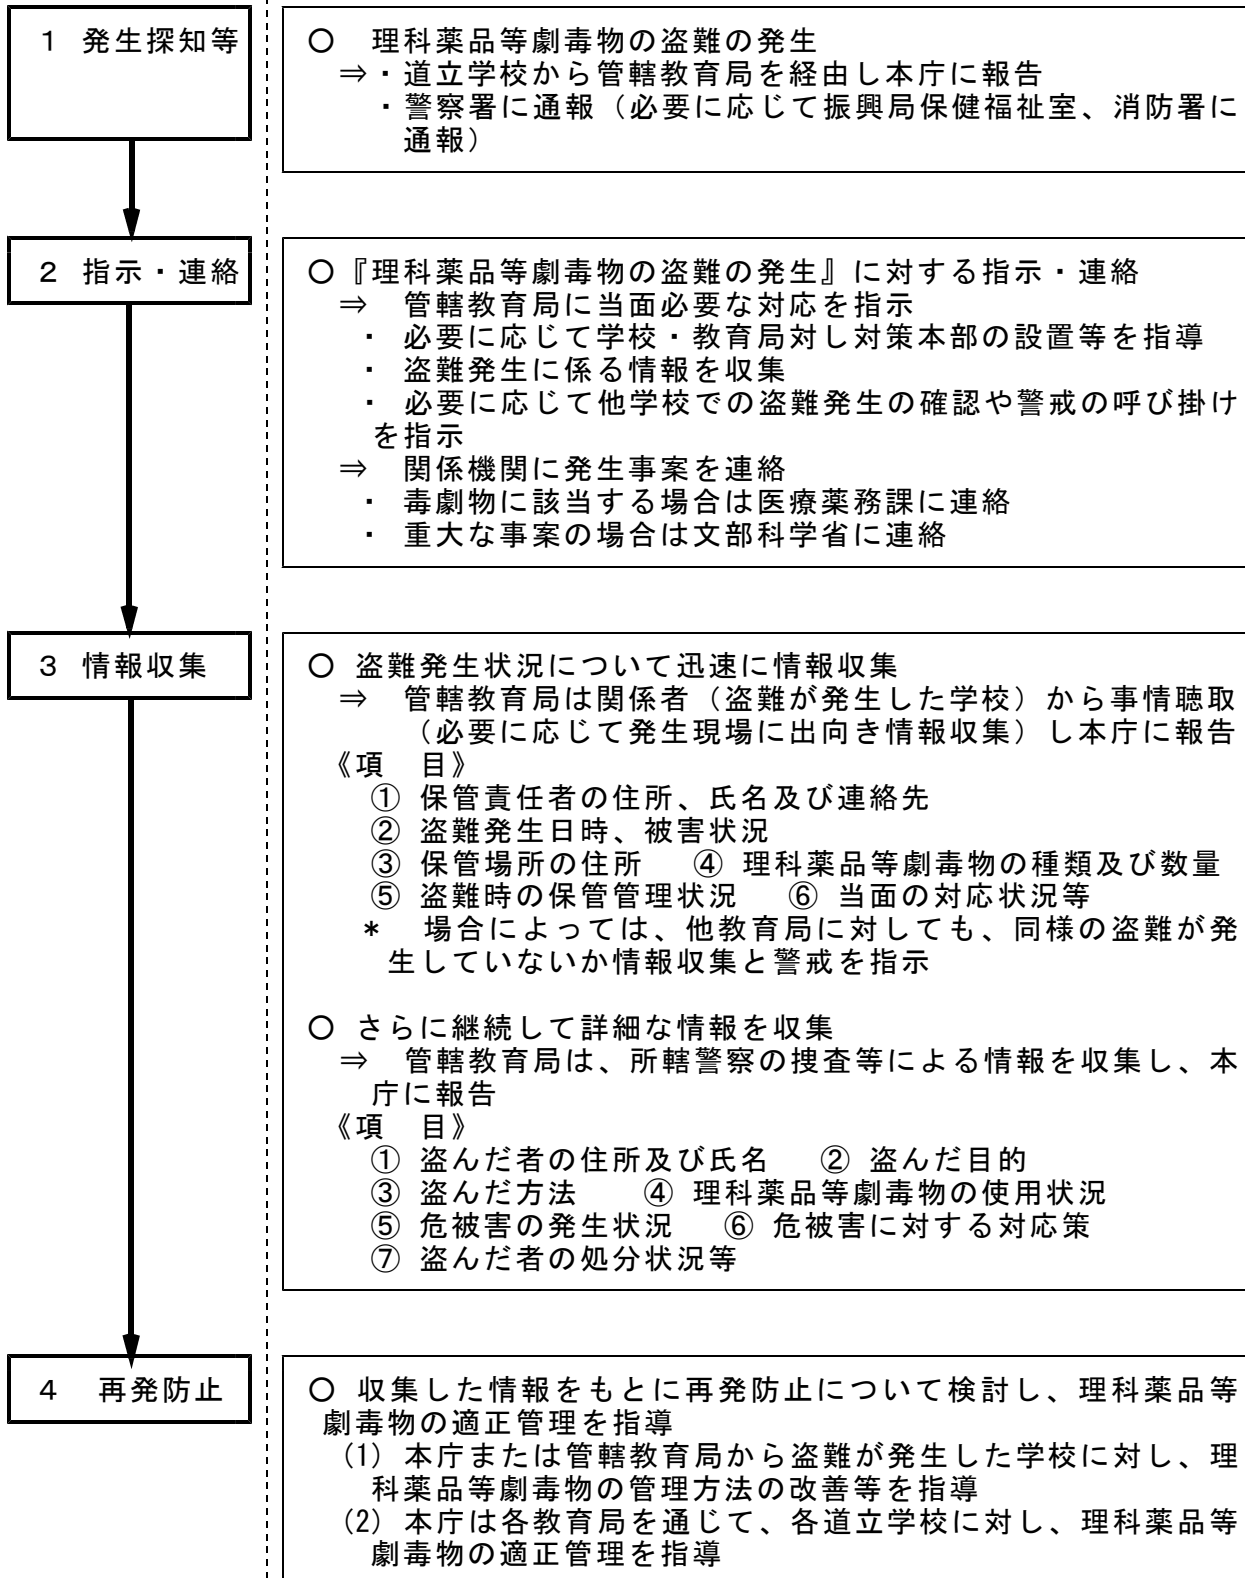 １ 発生探知等
〇　理科薬品等劇毒物の盗難の発生
⇒・道立学校から管轄教育局を経由し本庁に報告
・警察署に通報（必要に応じて振興局保健福祉室、消防署に
通報）
２ 指示・連絡
〇『理科薬品等劇毒物の盗難の発生』に対する指示・連絡
⇒　管轄教育局に当面必要な対応を指示
・ 必要に応じて学校・教育局対し対策本部の設置等を指導
・ 盗難発生に係る情報を収集
・ 必要に応じて他学校での盗難発生の確認や警戒の呼び掛け
を指示
⇒　関係機関に発生事案を連絡
・ 毒劇物に該当する場合は医療薬務課に連絡
・ 重大な事案の場合は文部科学省に連絡
３ 情報収集
〇 盗難発生状況について迅速に情報収集
⇒　管轄教育局は関係者（盗難が発生した学校）から事情聴取
（必要に応じて発生現場に出向き情報収集）し本庁に報告
《項　目》
① 保管責任者の住所、氏名及び連絡先
② 盗難発生日時、被害状況
③ 保管場所の住所　④ 理科薬品等劇毒物の種類及び数量
⑤ 盗難時の保管管理状況　⑥ 当面の対応状況等
*　場合によっては、他教育局に対しても、同様の盗難が発
生していないか情報収集と警戒を指示
〇 さらに継続して詳細な情報を収集
⇒　管轄教育局は、所轄警察の捜査等による情報を収集し、本
庁に報告
《項　目》
① 盗んだ者の住所及び氏名　② 盗んだ目的
③ 盗んだ方法　④ 理科薬品等劇毒物の使用状況
⑤ 危被害の発生状況　⑥ 危被害に対する対応策
⑦ 盗んだ者の処分状況等
４　再発防止
〇 収集した情報をもとに再発防止について検討し、理科薬品等
劇毒物の適正管理を指導
(1) 本庁または管轄教育局から盗難が発生した学校に対し、理
科薬品等劇毒物の管理方法の改善等を指導
(2) 本庁は各教育局を通じて、各道立学校に対し、理科薬品等
劇毒物の適正管理を指導